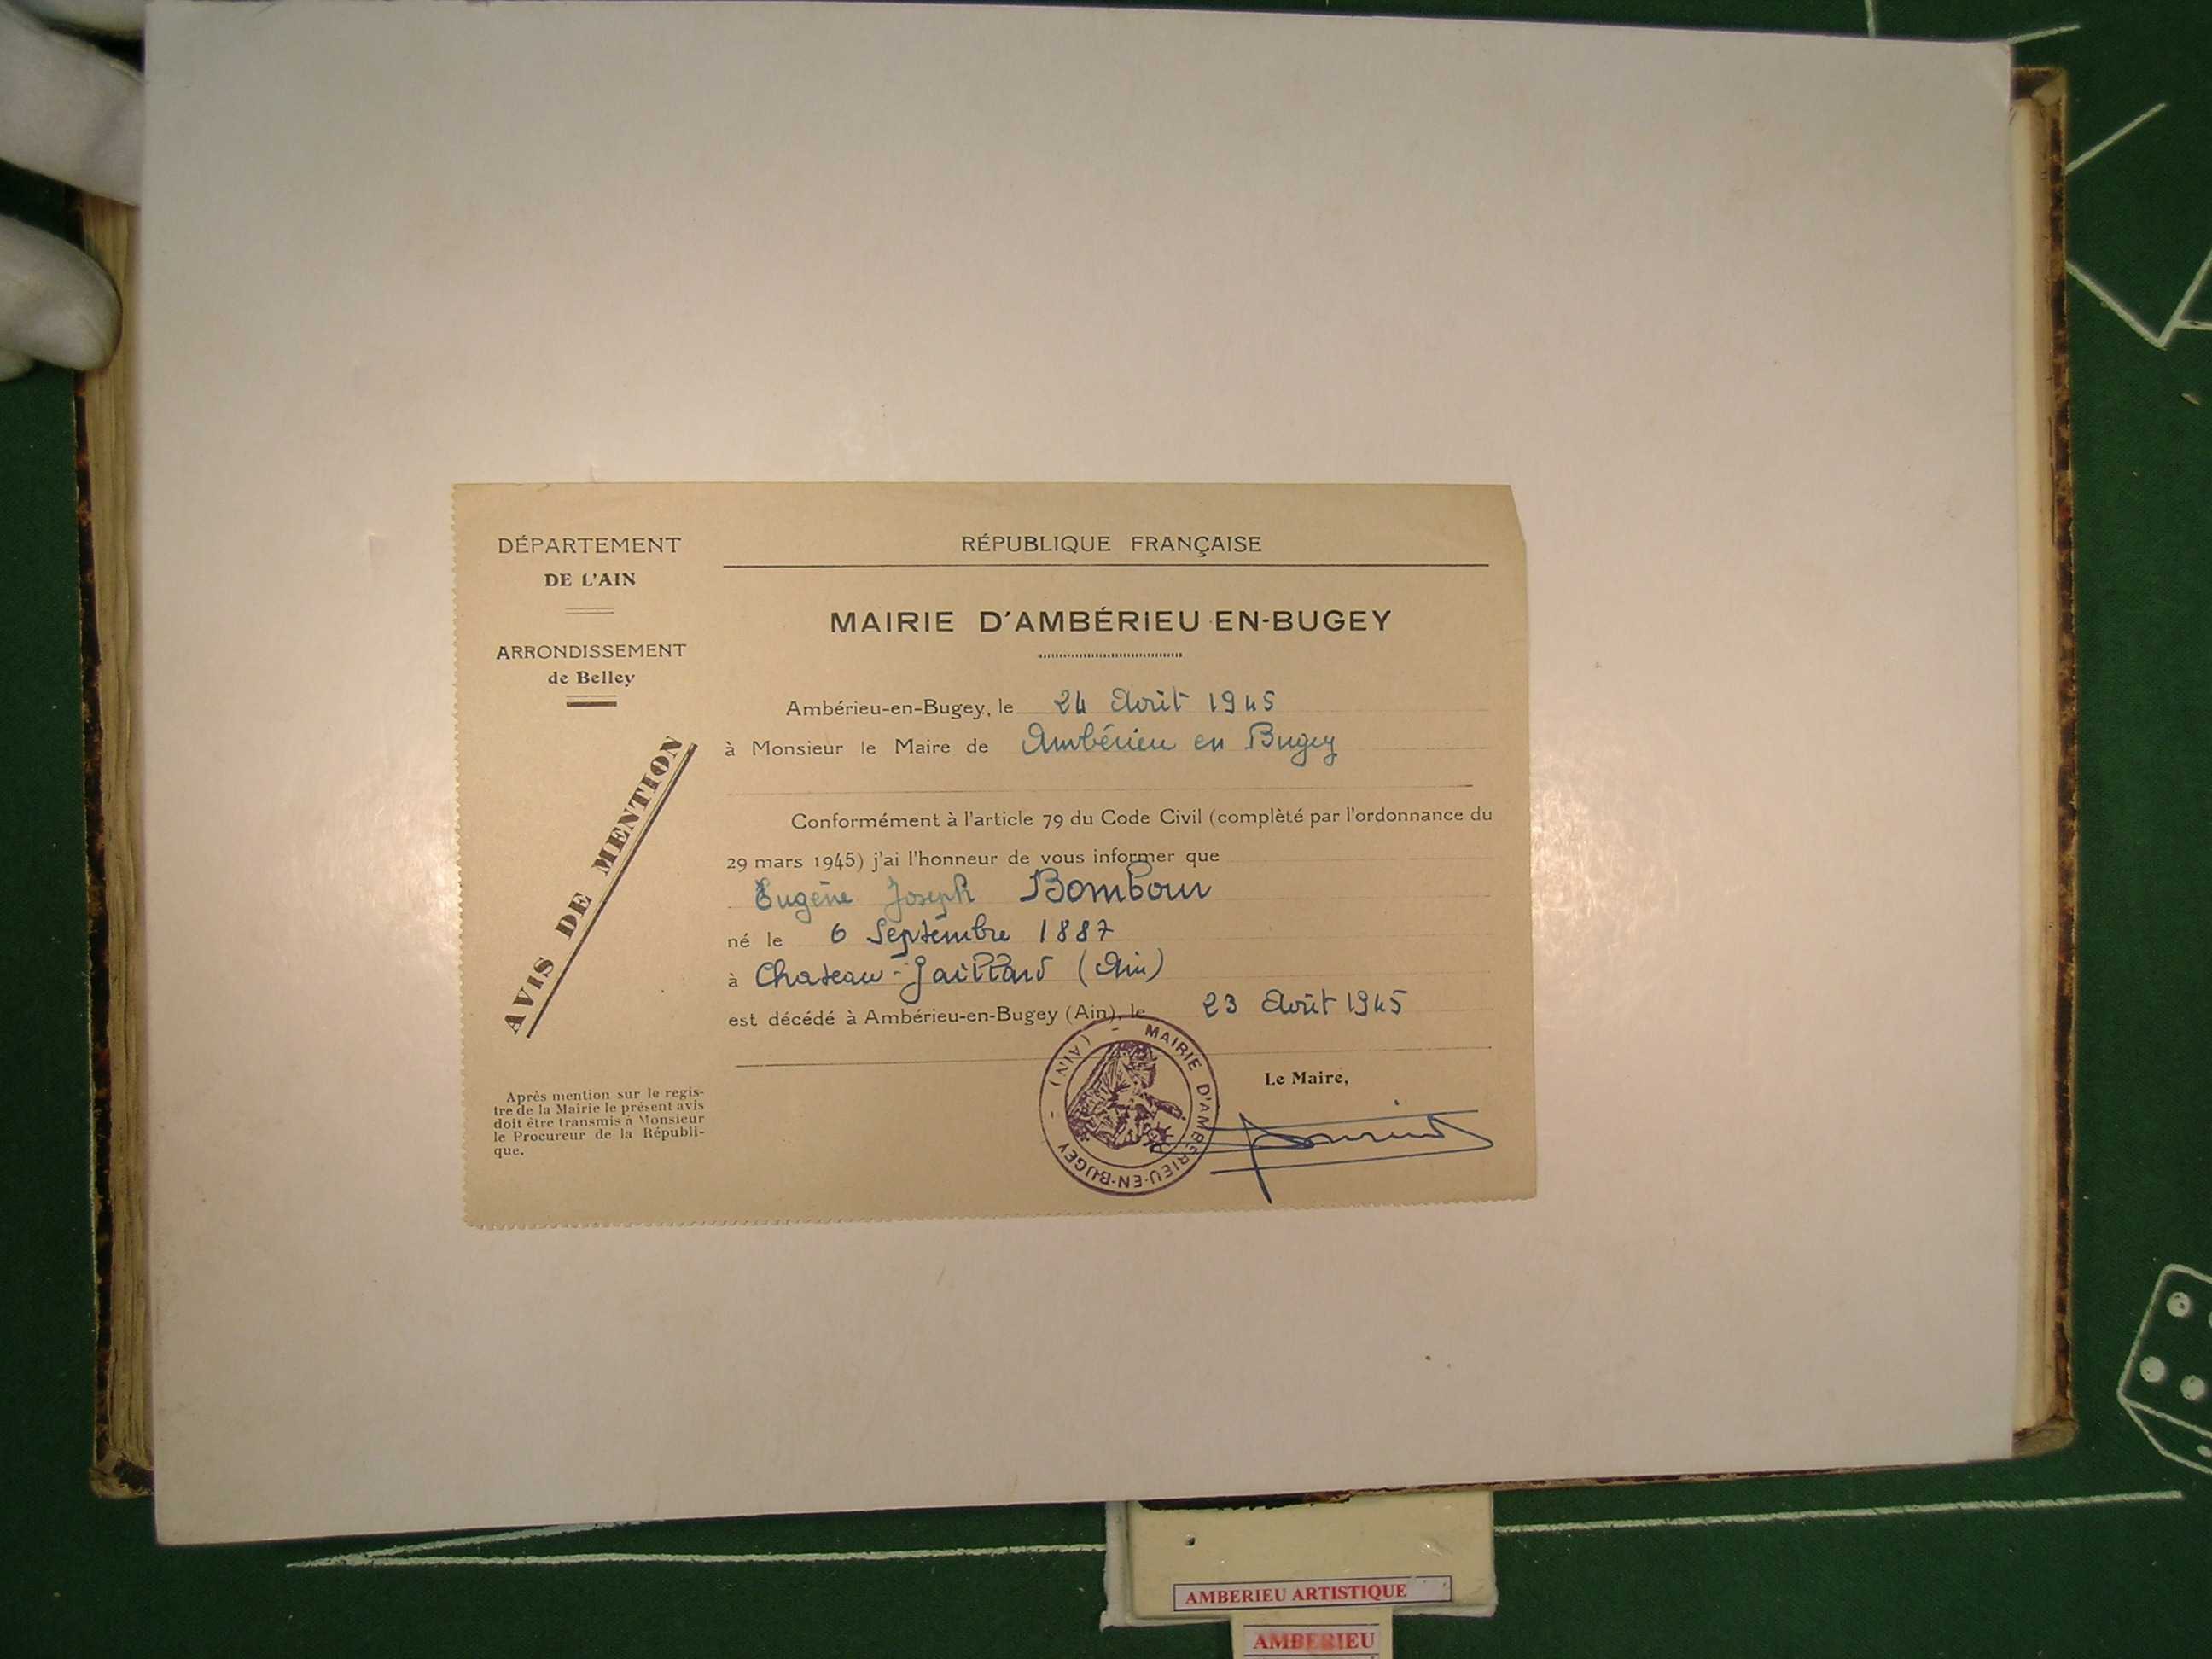 DÉPARTEMENT
DE L'AIN
ARRONDISSEMENT
de Belley
AVIS DE MENTION
Après mention sur le regis-
tre de la Mairie le présent avis
doit être transmis à Monsieur
le Procureur de la Républi-
que.
RÉPUBLIQUE FRANÇAISE
MAIRIE D'AMBÉRIEU-EN-BUGEY
Ambérieu-en-Bugey, le 24 Août 1945
à Monsieur le Maire de Ambérieu en Bugey
Conformément à l'article 79 du Code Civil (complèté par l'ordonnance du
29 mars 1945) j'ai l'honneur de vous informer que
Eugène Joseph Bombour
né le 6 Septembre 1887
à Chateau-Gaillard (Ain)
est décédé à Ambérieu-en-Bugey (Ain), le 23 Août 1945
Le Maire,
MAIRIE D'AMBÉRIEU-EN-BUGEY - (AIN) -
AMBERIEU ARTISTIQUE
AMBERIEU